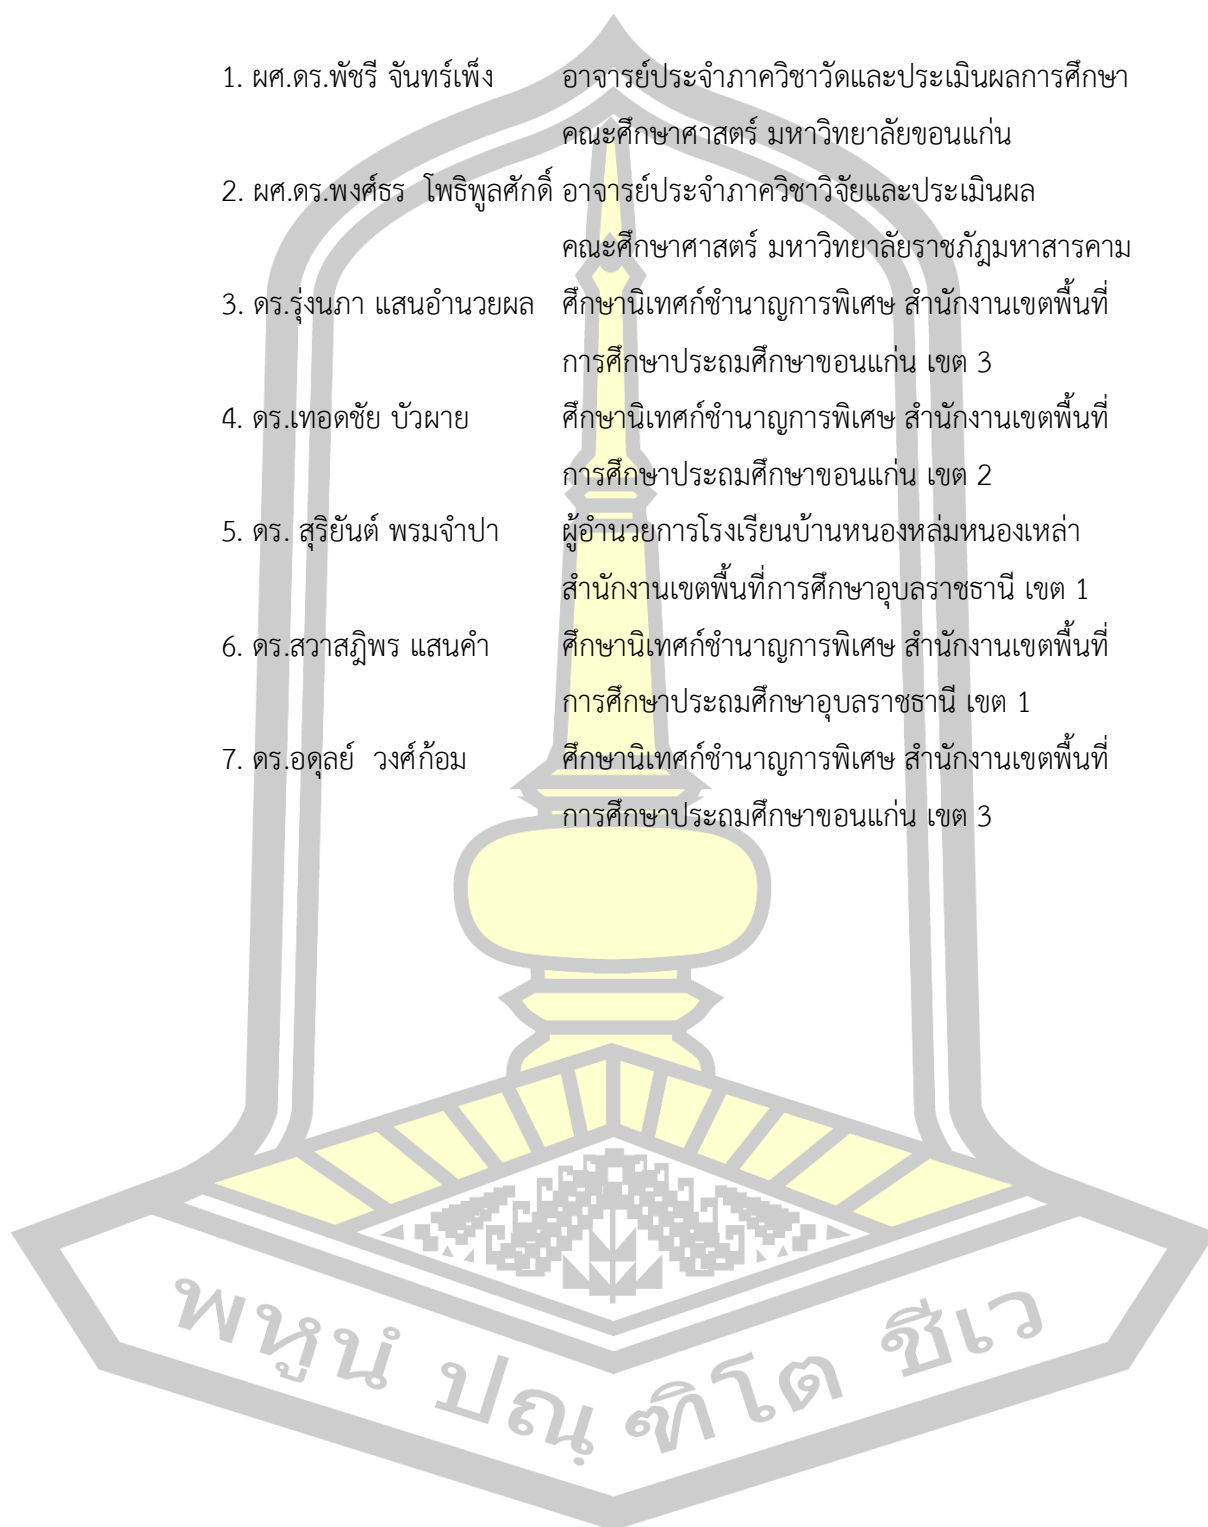 1. ผศ.ดร.พัชรี จันทร์เพ็ง อาจารย์ประจำภาควิชาวัดและประเมินผลการศึกษา
คณะศึกษาศาสตร์ มหาวิทยาลัยขอนแก่น
2. ผศ.ดร.พงศ์ธร โพธิพูลศักดิ์ อาจารย์ประจำภาควิชาวิจัยและประเมินผล
คณะศึกษาศาสตร์ มหาวิทยาลัยราชภัฏมหาสารคาม
3. ดร.รุ่งนภา แสนอำนวยผล ศึกษานิเทศก์ชำนาญการพิเศษ สำนักงานเขตพื้นที่
การศึกษาประถมศึกษาขอนแก่น เขต 3
4. ดร.เทอดชัย บัวผาย ศึกษานิเทศก์ชำนาญการพิเศษ สำนักงานเขตพื้นที่
การศึกษาประถมศึกษาขอนแก่น เขต 2
5. ดร. สุริยันต์ พรมจำปา ผู้อำนวยการโรงเรียนบ้านหนองหล่มหนองเหล่า
สำนักงานเขตพื้นที่การศึกษาอุบลราชธานี เขต 1
6. ดร.สวาสฎิพร แสนคำ ศึกษานิเทศก์ชำนาญการพิเศษ สำนักงานเขตพื้นที่
การศึกษาประถมศึกษาอุบลราชธานี เขต 1
7. ดร.อดุลย์ วงศ์ก้อม ศึกษานิเทศก์ชำนาญการพิเศษ สำนักงานเขตพื้นที่
การศึกษาประถมศึกษาขอนแก่น เขต 3
พหูนํ ปณฺฑิโต ชีเว